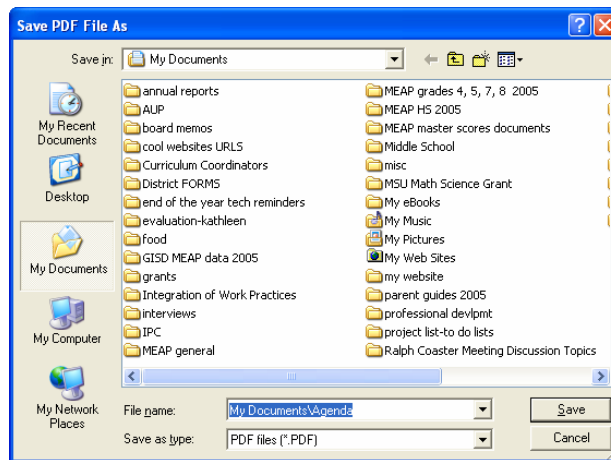 Save PDF File As
Save in: My Documents
My Recent Documents
Desktop
My Documents
My Computer
My Network Places
annual reports
AUP
board memos
cool websites URLS
Curriculum Coordinators
District FORMS
end of the year tech reminders
evaluation-kathleen
food
GISD MEAP data 2005
grants
Integration of Work Practices
interviews
IPC
MEAP general
MEAP grades 4, 5, 7, 8 2005
MEAP HS 2005
MEAP master scores documents
Middle School
misc
MSU Math Science Grant
My eBooks
My Music
My Pictures
My Web Sites
my website
parent guides 2005
professional devlpmt
project list-to do lists
Ralph Coaster Meeting Discussion Topics
File name: My Documents\Agenda
Save
Save as type: PDF files (*.PDF)
Cancel